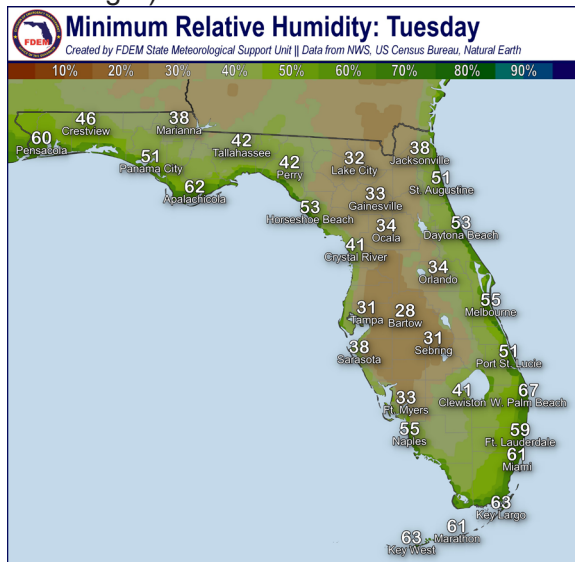 Minimum Relative Humidity: Tuesday
Created by FDEM State Meteorological Support Unit || Data from NWS, US Census Bureau, Natural Earth
FDEM
10% 20% 30% 40% 50% 60% 70% 80% 90%
46
Crestview
38
Marianna
60
Pensacola
51
Panama City
42
Tallahassee
62
Apalachicola
42
Perry
32
Lake City
38
Jacksonville
51
St. Augustine
33
Gainesville
53
Horseshoe Beach
34
Ocala
53
Daytona Beach
41
Crystal River
34
Orlando
55
Melbourne
31
Tampa
28
Bartow
31
Sebring
38
Sarasota
51
Port St. Lucie
33
Ft. Myers
41
Clewiston
67
W. Palm Beach
55
Naples
59
Ft. Lauderdale
61
Miami
63
Key Largo
61
Marathon
63
Key West